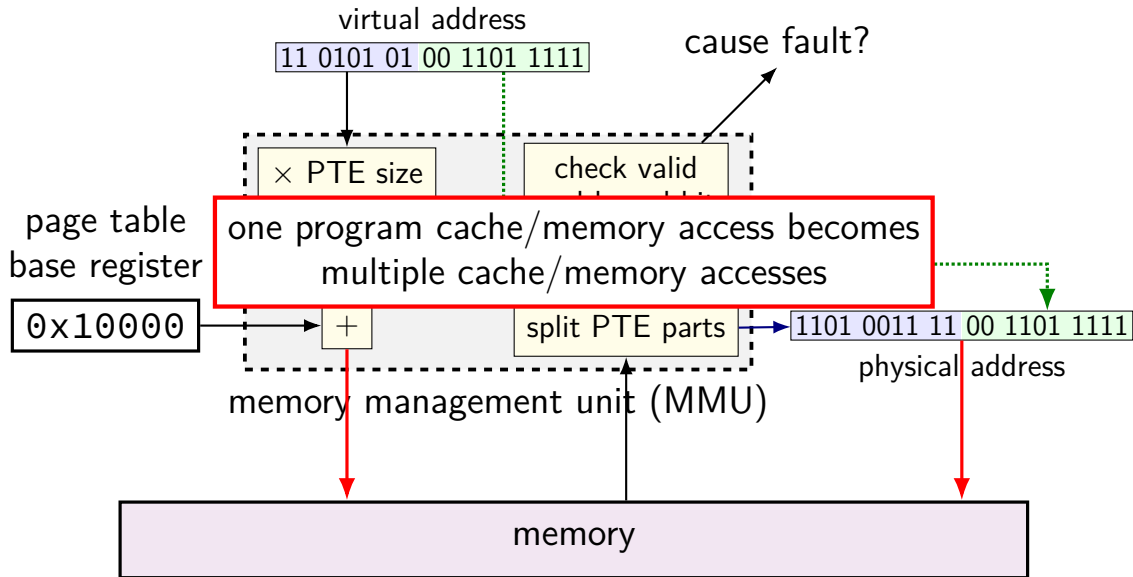 virtual address
11 0101 01 00 1101 1111
cause fault?
× PTE size
check valid
page table
base register
one program cache/memory access becomes
multiple cache/memory accesses
0x10000
+
split PTE parts
1101 0011 11 00 1101 1111
physical address
memory management unit (MMU)
memory